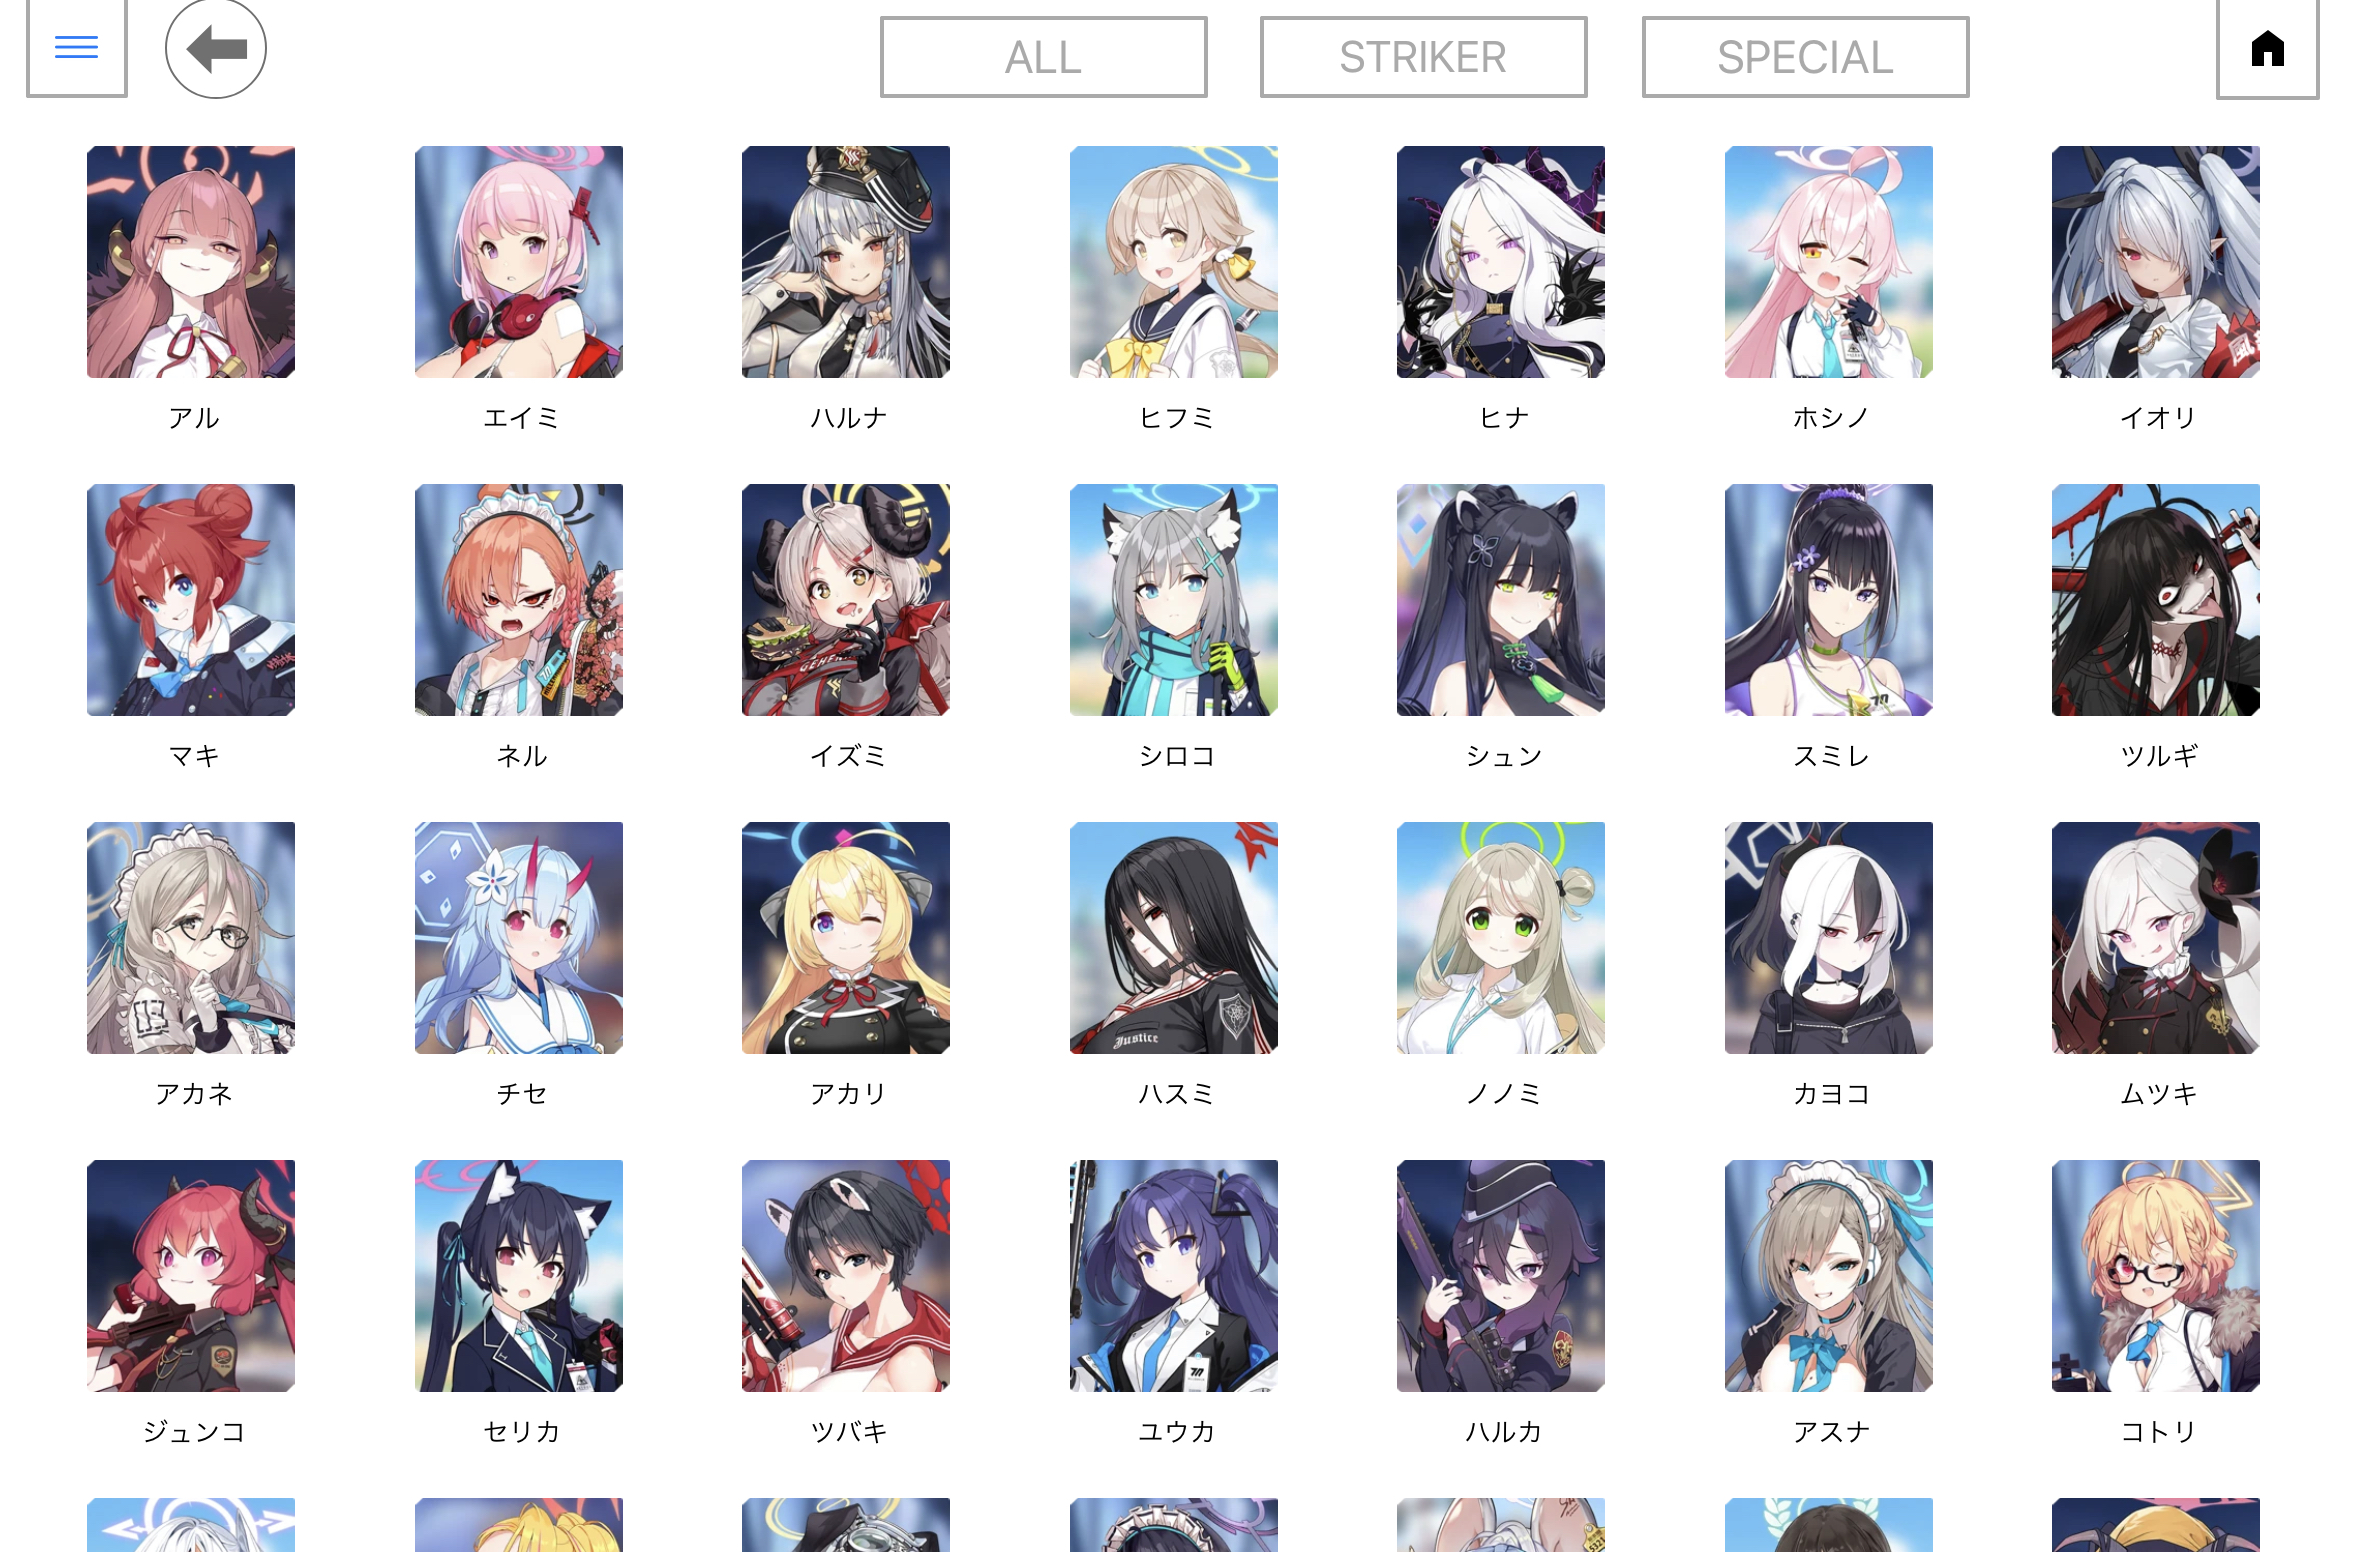 ALL
STRIKER
SPECIAL
アル
エイミ
ハルナ
ヒフミ
ヒナ
ホシノ
イオリ
マキ
ネル
イズミ
シロコ
シュン
スミレ
ツルギ
アカネ
チセ
アカリ
ハスミ
Justice
ノノミ
カヨコ
ムツキ
ジュンコ
セリカ
ツバキ
ユウカ
ハルカ
アスナ
コトリ